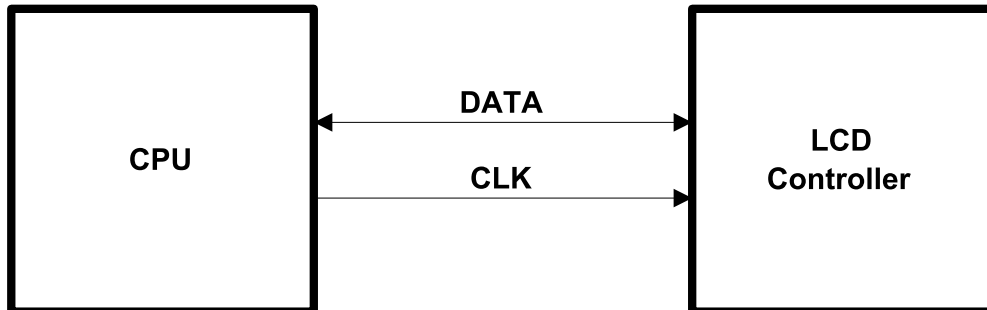 DATA
CPU
CLK
LCD
Controller